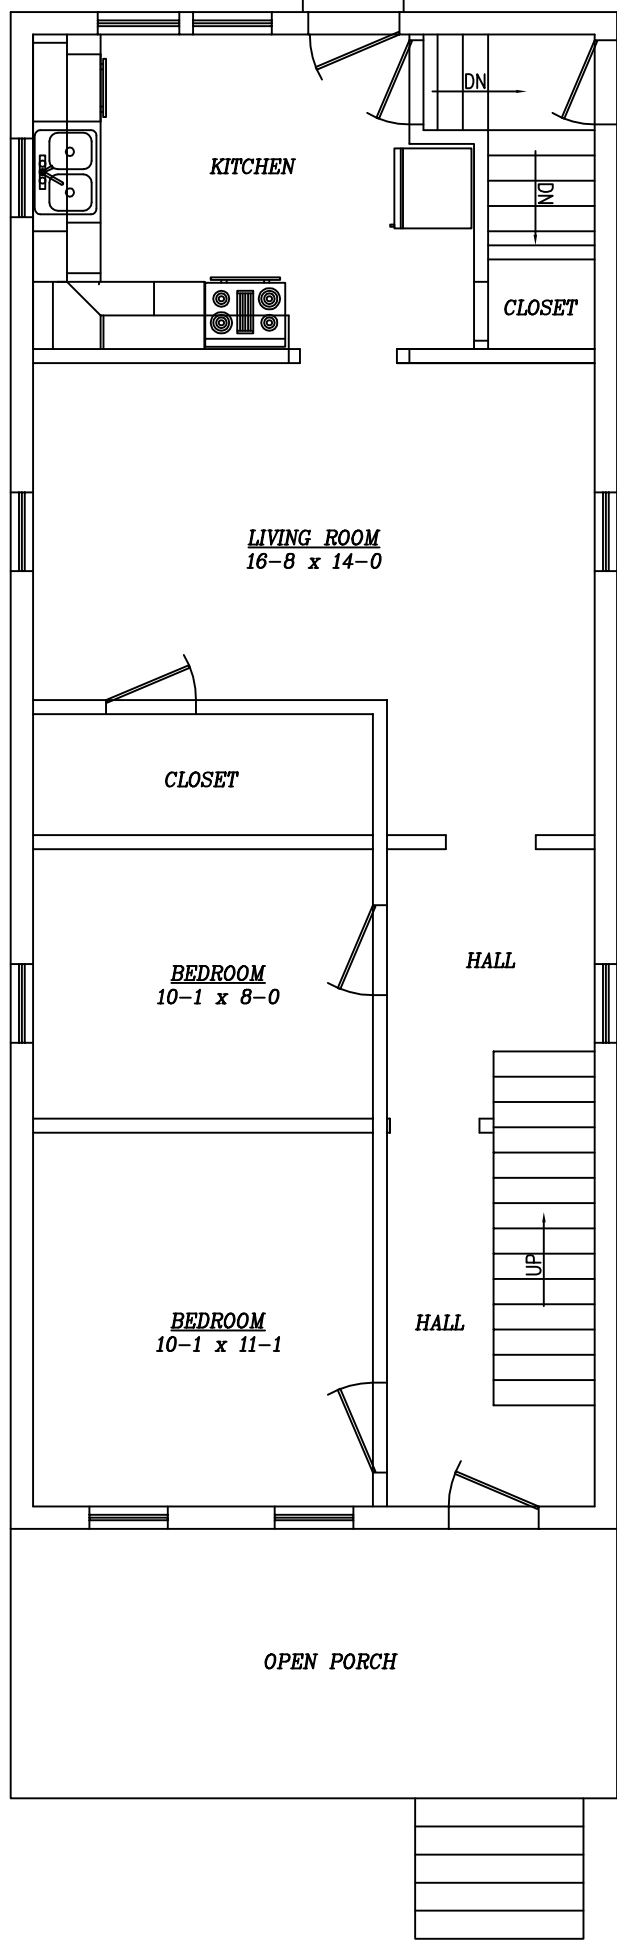 DN
KITCHEN
DN
CLOSET
LIVING ROOM
16-8 x 14-0
CLOSET
HALL
BEDROOM
10-1 x 8-0
UP
BEDROOM
10-1 x 11-1
HALL
OPEN PORCH